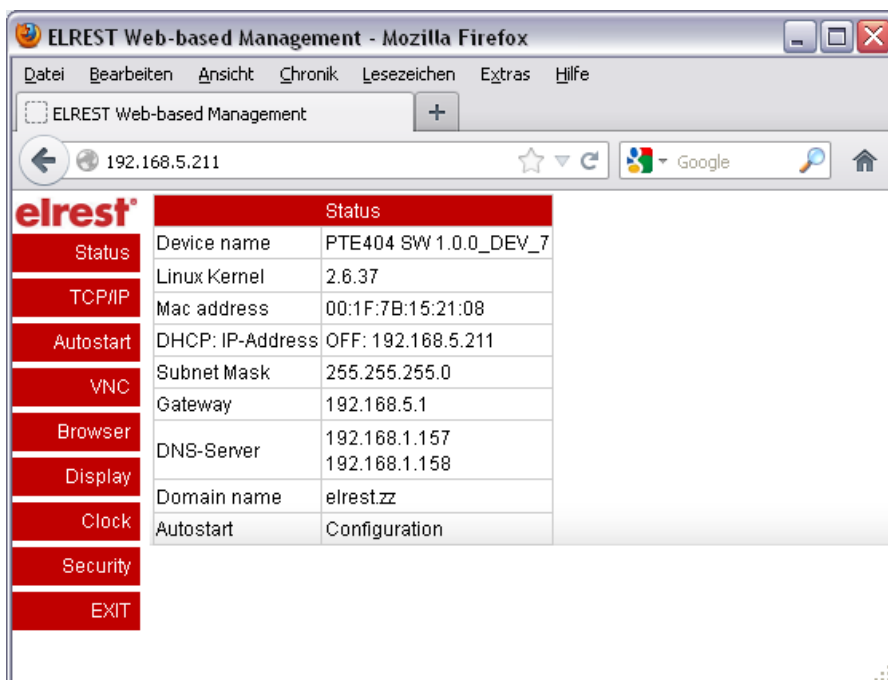 ELREST Web-based Management - Mozilla Firefox
Datei Bearbeiten Ansicht Chronik Lesezeichen Extras Hilfe
ELREST Web-based Management
192.168.5.211 Google
elrest
Status
TCP/IP
Autostart
VNC
Browser
Display
Clock
Security
EXIT
Status
Device name PTE404 SW 1.0.0_DEV_7
Linux Kernel 2.6.37
Mac address 00:1F:7B:15:21:08
DHCP: IP-Address OFF: 192.168.5.211
Subnet Mask 255.255.255.0
Gateway 192.168.5.1
DNS-Server 192.168.1.157
192.168.1.158
Domain name elrest.zz
Autostart Configuration